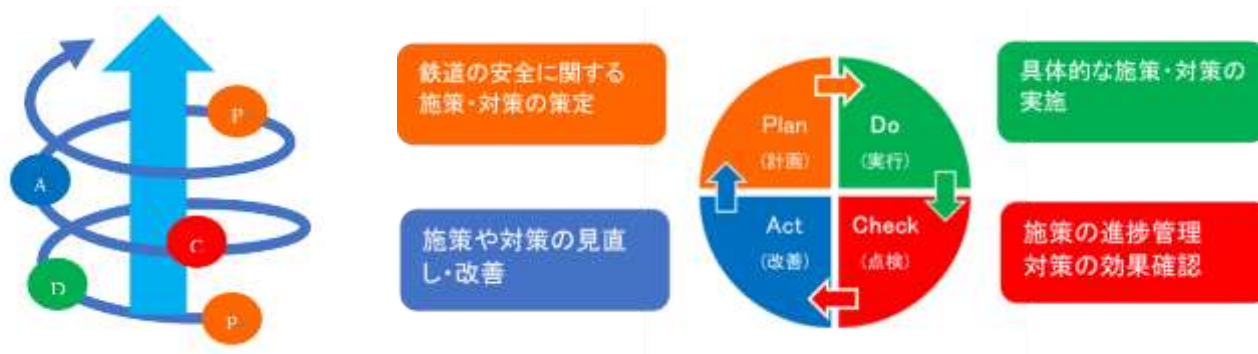 P
A
C
D
P
鉄道の安全に関する
施策・対策の策定
施策や対策の見直
し・改善
Plan
(計画)
Do
(実行)
Act
(改善)
Check
(点検)
具体的な施策・対策の
実施
施策の進捗管理
対策の効果確認